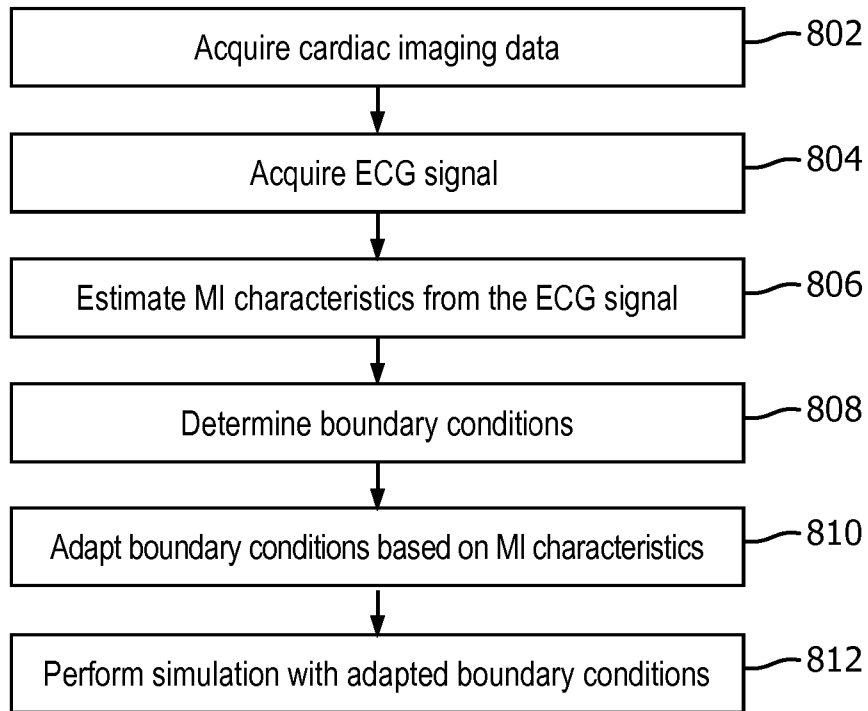 Acquire cardiac imaging data
802
Acquire ECG signal
804
Estimate MI characteristics from the ECG signal
806
Determine boundary conditions
808
Adapt boundary conditions based on MI characteristics
810
Perform simulation with adapted boundary conditions
812